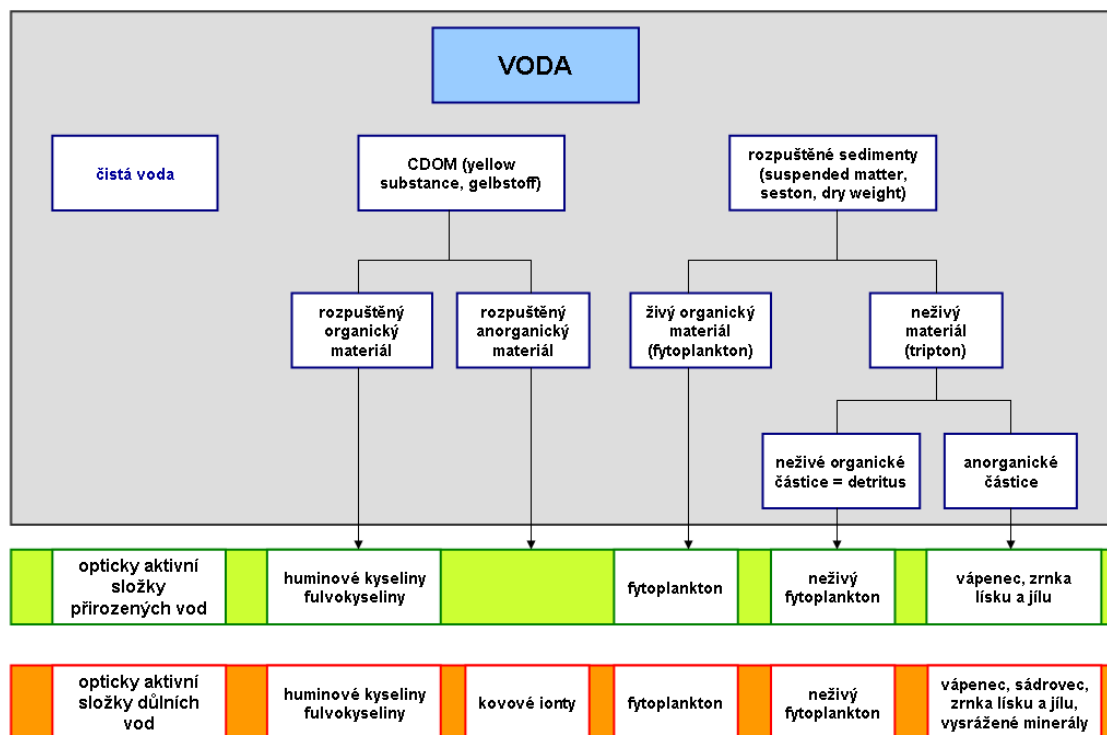 VODA
čistá voda
CDOM (yellow
substance, gelbstoff)
rozpuštěné sedimenty
(suspended matter,
seston, dry weight)
rozpuštěný
organický
materiál
rozpuštěný
anorganický
materiál
živý organický
materiál
(fytoplankton)
neživý
materiál
(tripton)
neživé organické
částice = detritus
anorganické
částice
opticky aktivní
složky
přirozených vod
huminové kyseliny
fulvokyseliny
fytoplankton
neživý
fytoplankton
vápenec, zrnka
lísku a jílu
opticky aktivní
složky důlních
vod
huminové kyseliny
fulvokyseliny
kovové ionty
fytoplankton
neživý
fytoplankton
vápenec, sádrovec,
zrnka lísku a jílu,
vysrážené minerály